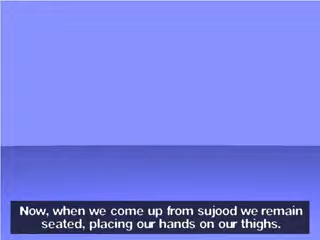 Now, when we come up from sujood we remain
seated, placing our hands on our thighs.